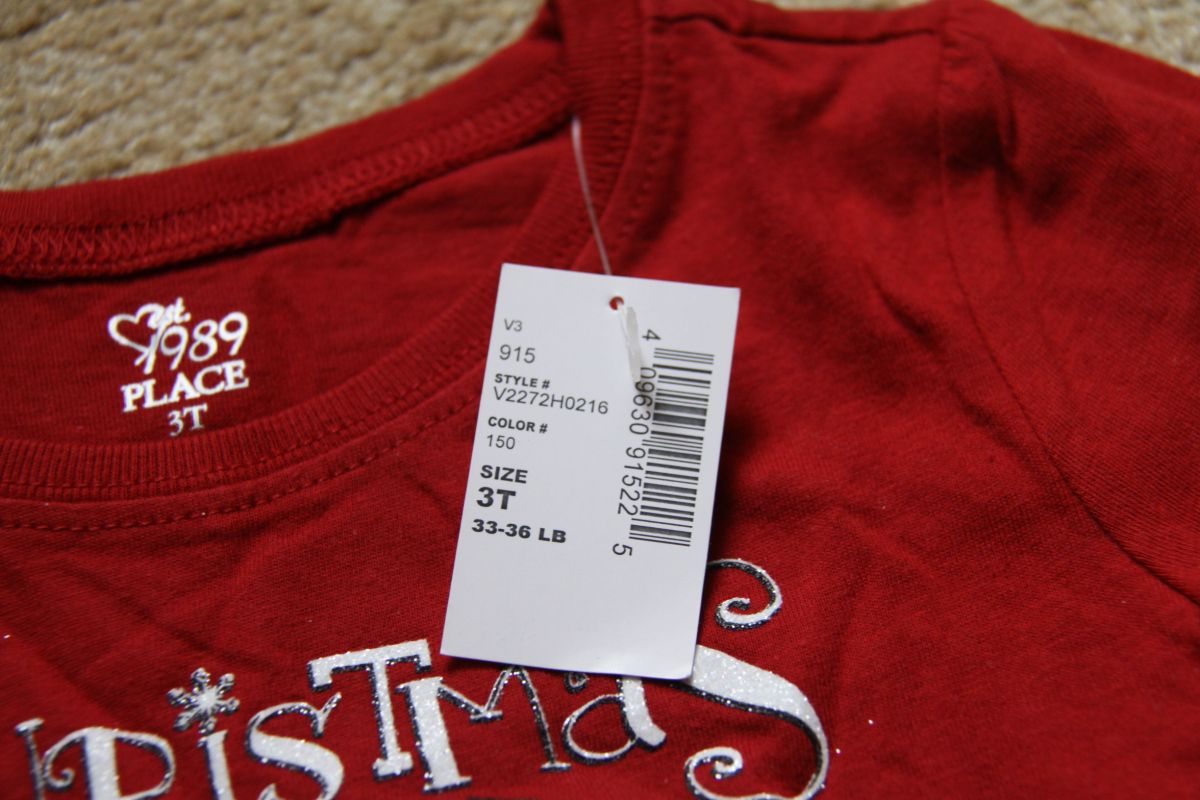 Est.
1989
PLACE
3T
V3
915
STYLE #
V2272H0216
COLOR #
150
SIZE
3T
33-36 LB
4 09630 91522 5
RiSTMaS